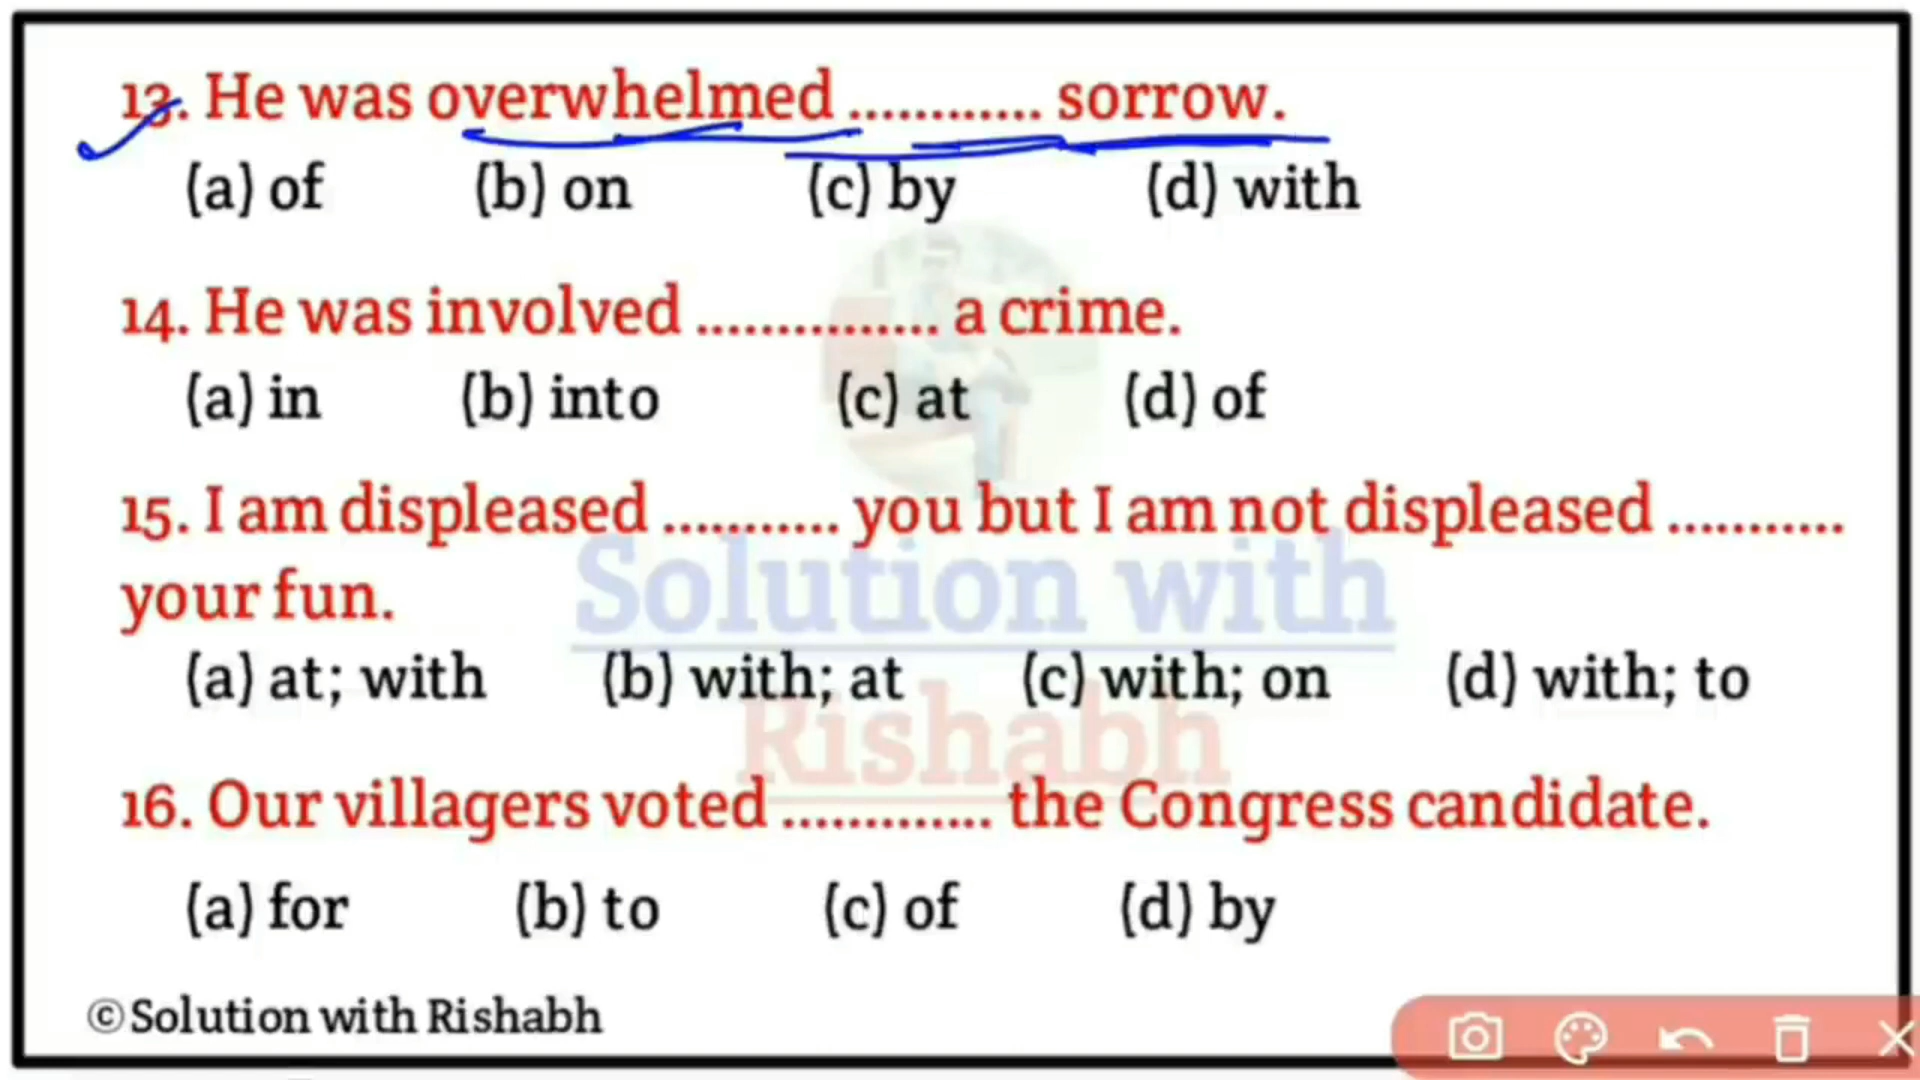 13. He was overwhelmed ............ sorrow.
(a) of (b) on (c) by (d) with
14. He was involved ............... a crime.
(a) in (b) into (c) at (d) of
15. I am displeased ........... you but I am not displeased ...........
your fun.
Solution with
(a) at; with (b) with; at (c) with; on (d) with; to
Rishabh
16. Our villagers voted ............. the Congress candidate.
(a) for (b) to (c) of (d) by
©Solution with Rishabh